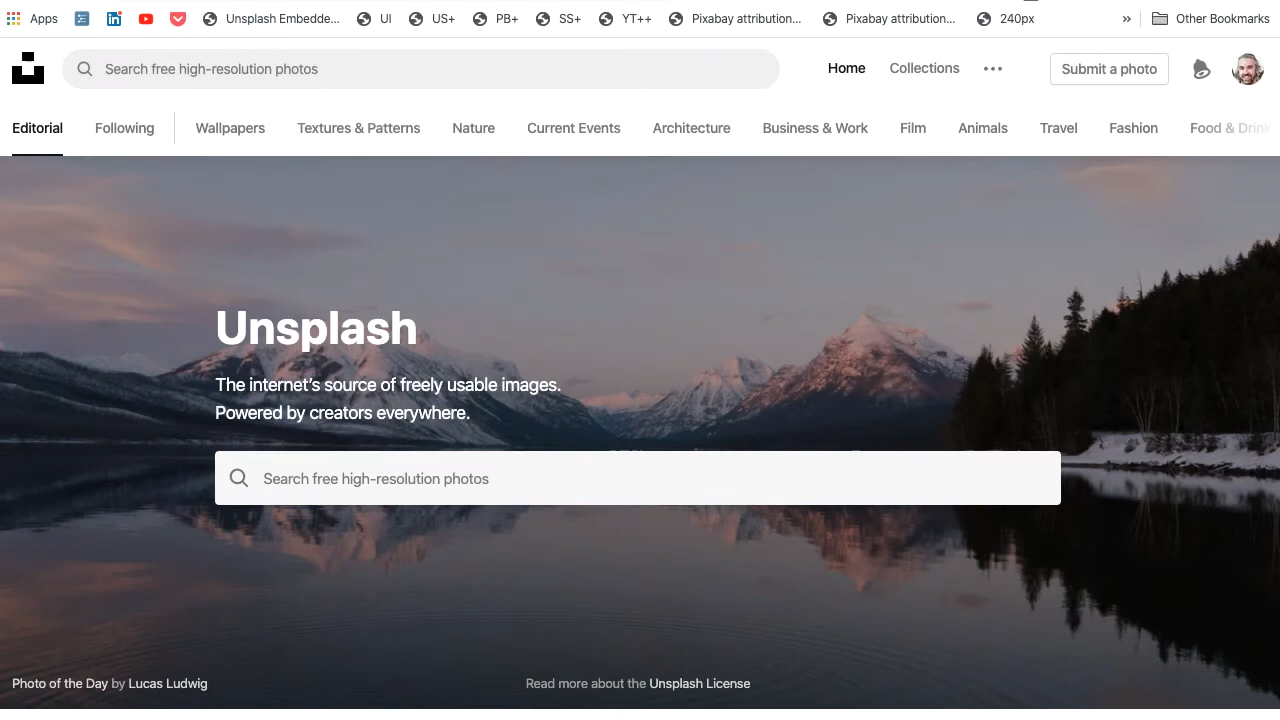 Apps
Unsplash Embedde...
UI
US+
PB+
SS+
YT++
Pixabay attribution...
Pixabay attribution...
240px
»
Other Bookmarks
Search free high-resolution photos
Home
Collections
Submit a photo
Editorial
Following
Wallpapers
Textures & Patterns
Nature
Current Events
Architecture
Business & Work
Film
Animals
Travel
Fashion
Food & Drink
Unsplash
The internet's source of freely usable images.
Powered by creators everywhere.
Search free high-resolution photos
Photo of the Day by Lucas Ludwig
Read more about the Unsplash License